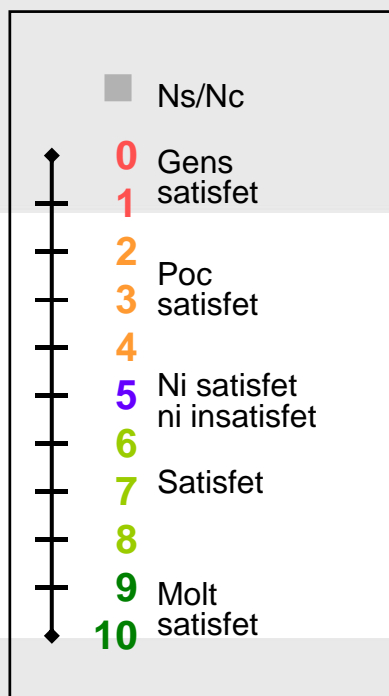 Ns/Nc
0 Gens
satisfet
1
2
Poc
3 satisfet
4
5 Ni satisfet
ni insatisfet
6
7 Satisfet
8
9 Molt
10 satisfet